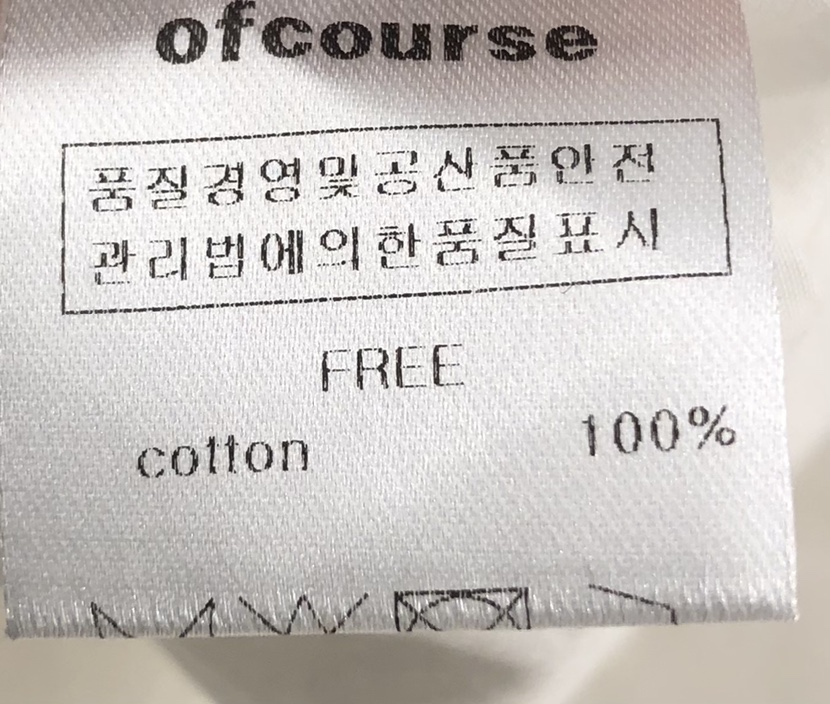 ofcourse
품질경영및공산품안전
관리법에의한품질표시
FREE
cotton 100%